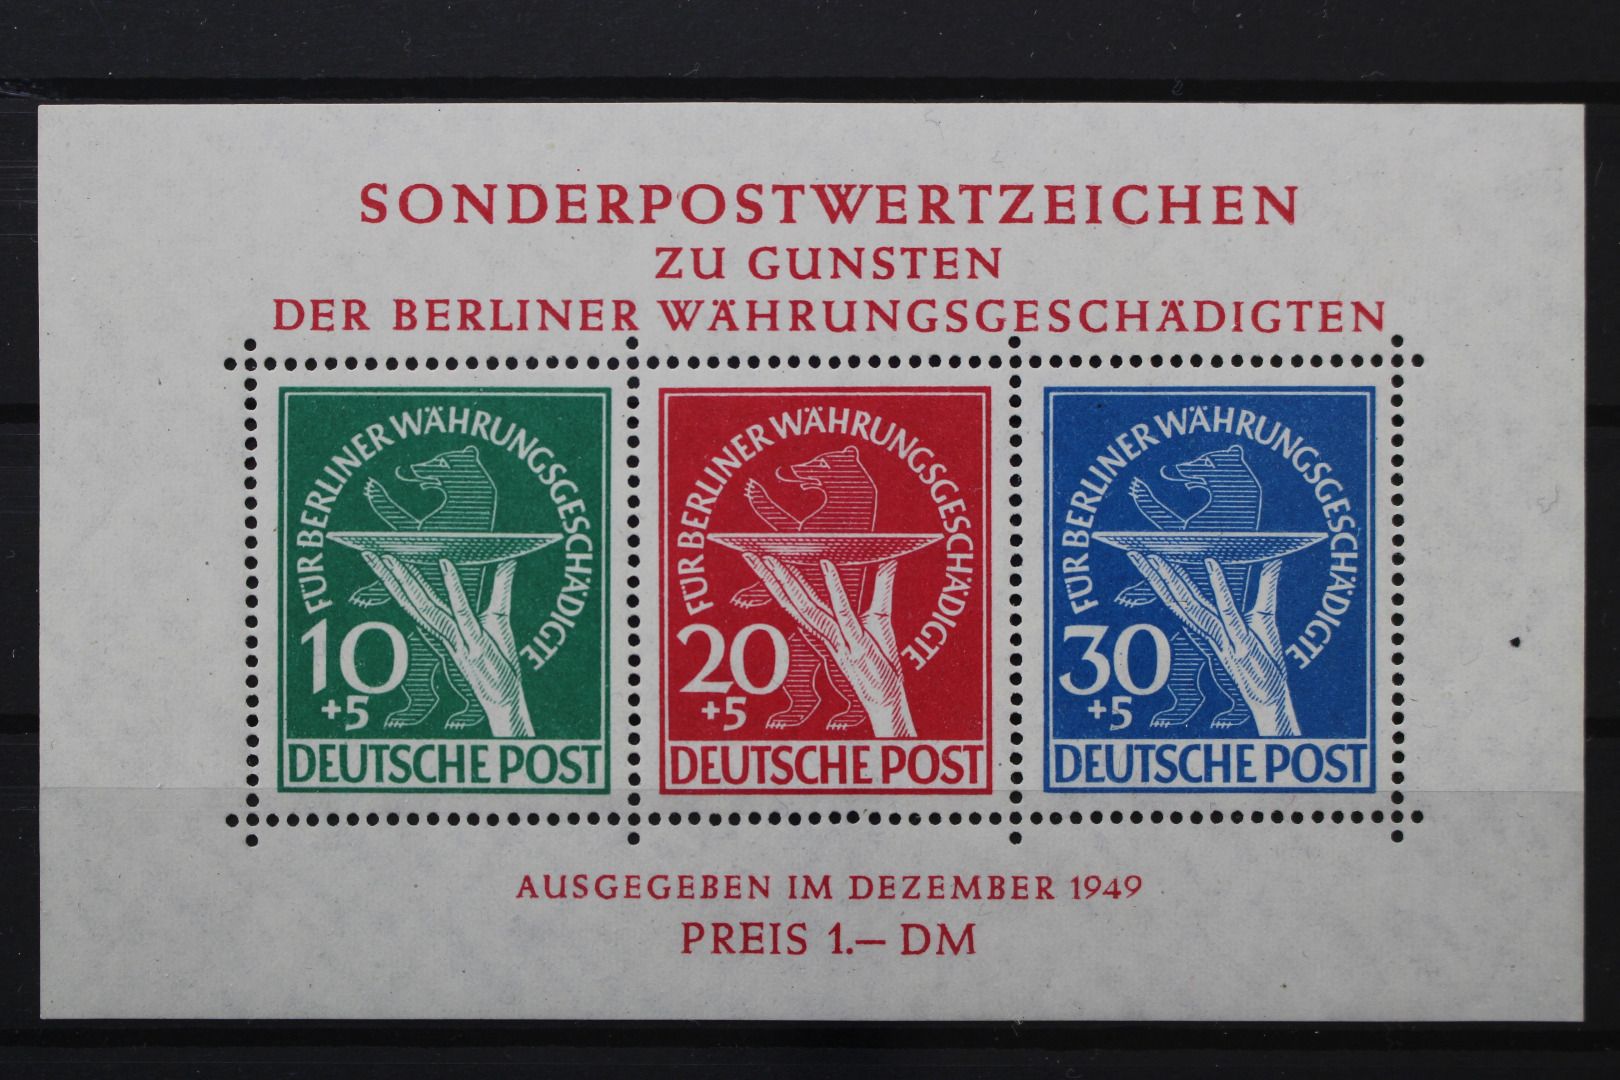 SONDERPOSTWERTZEICHEN
ZU GUNSTEN
DER BERLINER WÄHRUNGSGESCHÄDIGTEN
FÜR BERLINER WÄHRUNGSGESCHÄDIGTE
10
+5
DEUTSCHE POST
FÜR BERLINER WÄHRUNGSGESCHÄDIGTE
20
+5
DEUTSCHE POST
FÜR BERLINER WÄHRUNGSGESCHÄDIGTE
30
+5
DEUTSCHE POST
AUSGEGEBEN IM DEZEMBER 1949
PREIS 1.— DM